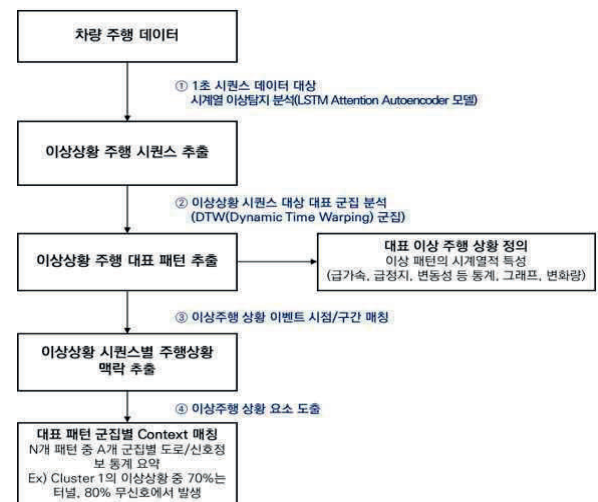 차량 주행 데이터
① 1초 시퀀스 데이터 대상
시계열 이상탐지 분석(LSTM Attention Autoencoder 모델)
이상상황 주행 시퀀스 추출
② 이상상황 시퀀스 대상 대표 군집 분석
(DTW(Dynamic Time Warping) 군집)
이상상황 주행 대표 패턴 추출
대표 이상 주행 상황 정의
이상 패턴의 시계열적 특성
(급가속, 급정지, 변동성 등 통계, 그래프, 변화량)
③ 이상주행 상황 이벤트 시점/구간 매칭
이상상황 시퀀스별 주행상황
맥락 추출
④ 이상주행 상황 요소 도출
대표 패턴 군집별 Context 매칭
N개 패턴 중 A개 군집별 도로/신호정
보 통계 요약
Ex) Cluster 1의 이상상황 중 70%는
터널, 80% 무신호에서 발생